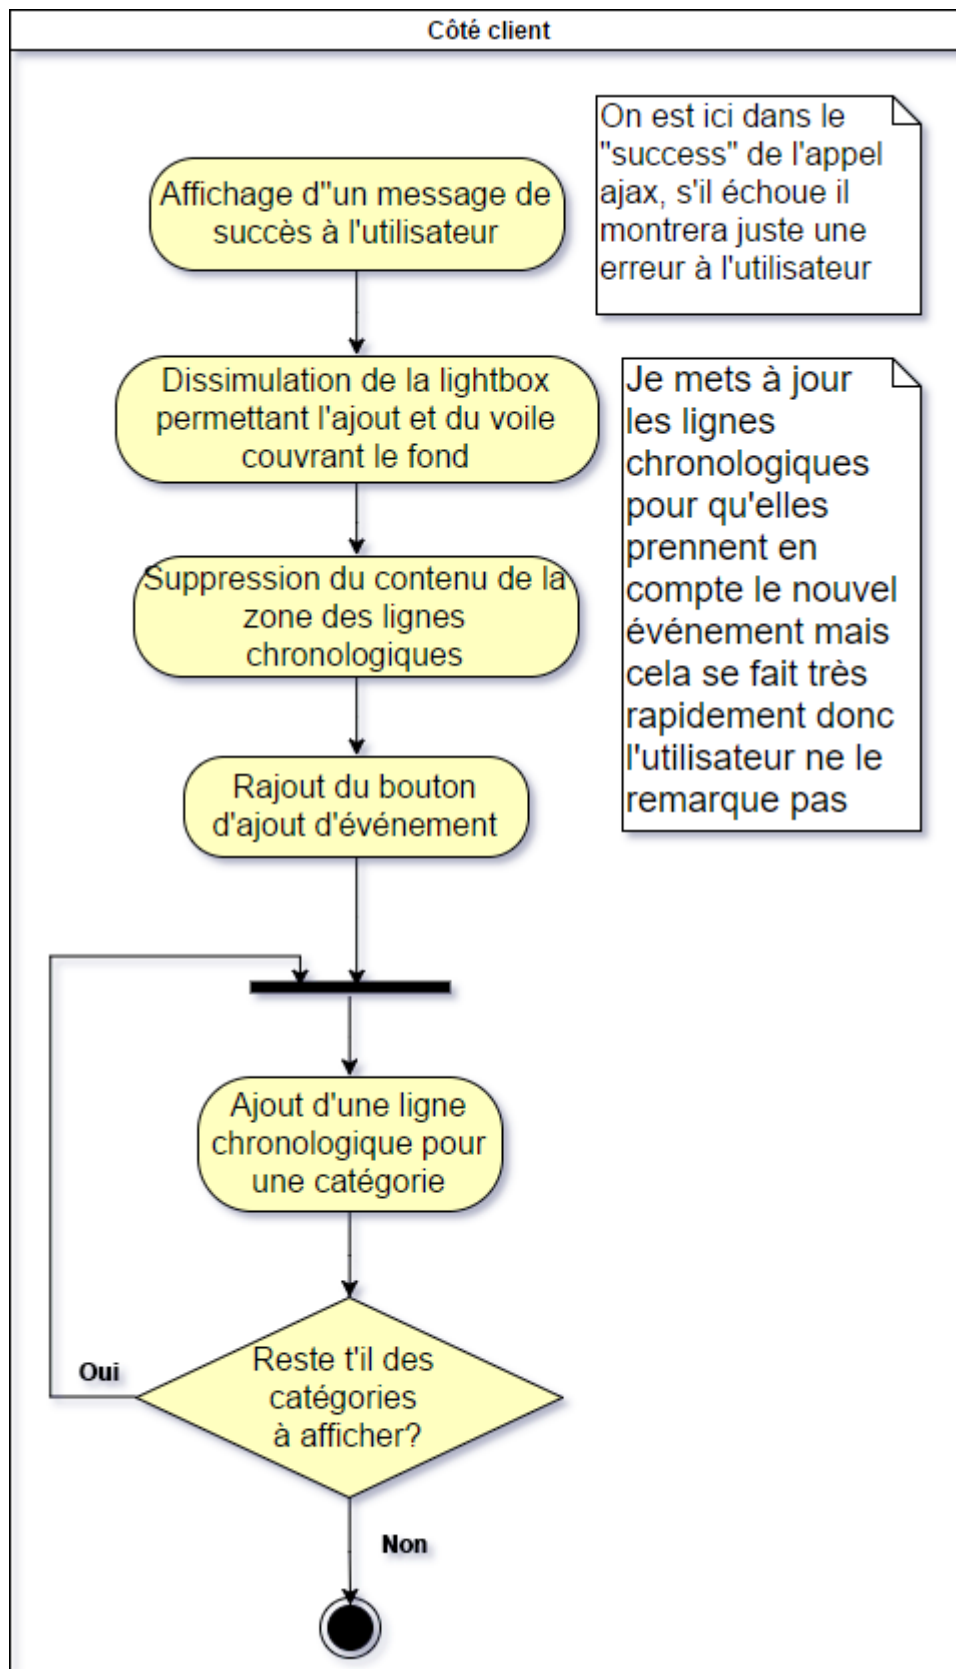 Côté client
Affichage d''un message de
succès à l'utilisateur
On est ici dans le
"success" de l'appel
ajax, s'il échoue il
montrera juste une
erreur à l'utilisateur
Dissimulation de la lightbox
permettant l'ajout et du voile
couvrant le fond
Je mets à jour
les lignes
chronologiques
pour qu'elles
prennent en
compte le nouvel
événement mais
cela se fait très
rapidement donc
l'utilisateur ne le
remarque pas
Suppression du contenu de la
zone des lignes
chronologiques
Rajout du bouton
d'ajout d'événement
Ajout d'une ligne
chronologique pour
une catégorie
Reste t'il des
catégories
à afficher?
Oui
Non